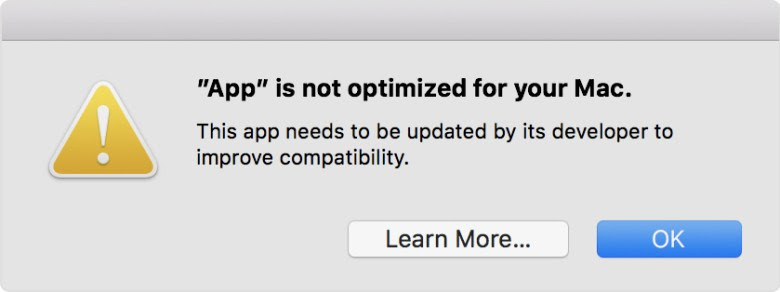 ”App” is not optimized for your Mac.
This app needs to be updated by its developer to
improve compatibility.
Learn More...
OK